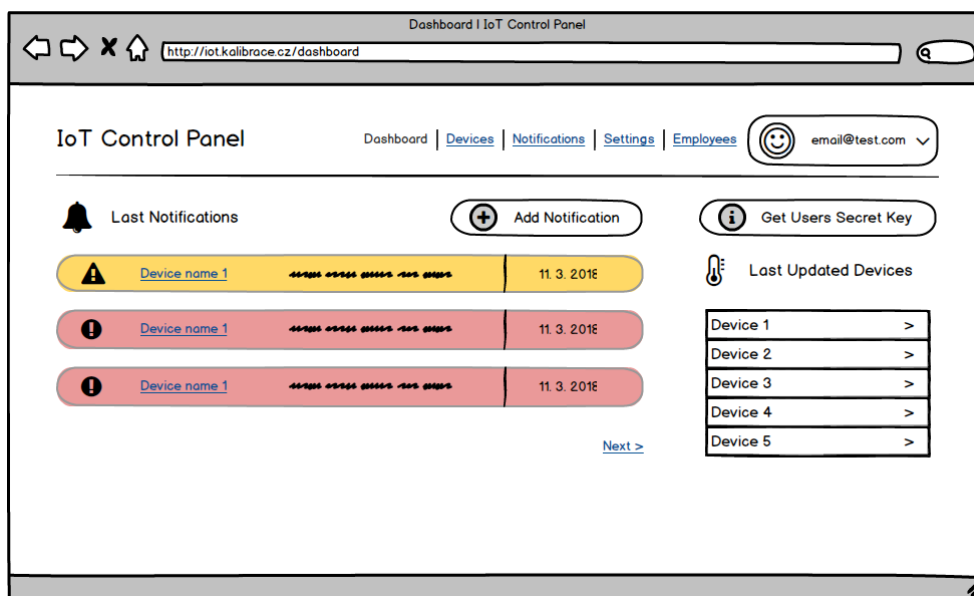 Dashboard | IoT Control Panel
http://iot.kalibrace.cz/dashboard
IoT Control Panel
Dashboard | Devices | Notifications | Settings | Employees
email@test.com
Last Notifications
Add Notification
Get Users Secret Key
Device name 1 11. 3. 2018
Device name 1 11. 3. 2018
Device name 1 11. 3. 2018
Next >
Last Updated Devices
Device 1 >
Device 2 >
Device 3 >
Device 4 >
Device 5 >